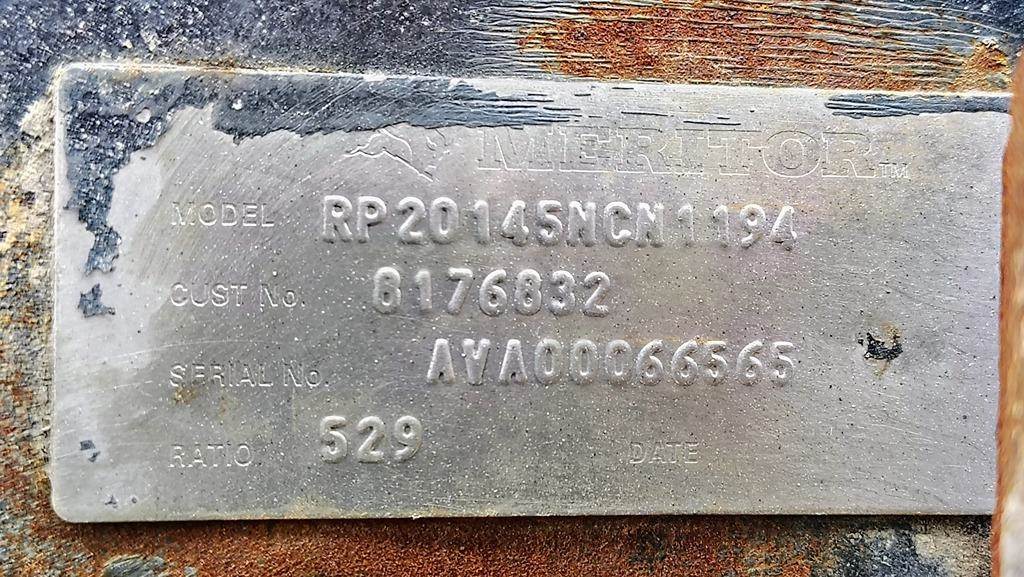 MERITOR™
MODEL RP20145NCN1194
CUST No. 8176832
SERIAL No. AVA00066565
RATIO 529 DATE